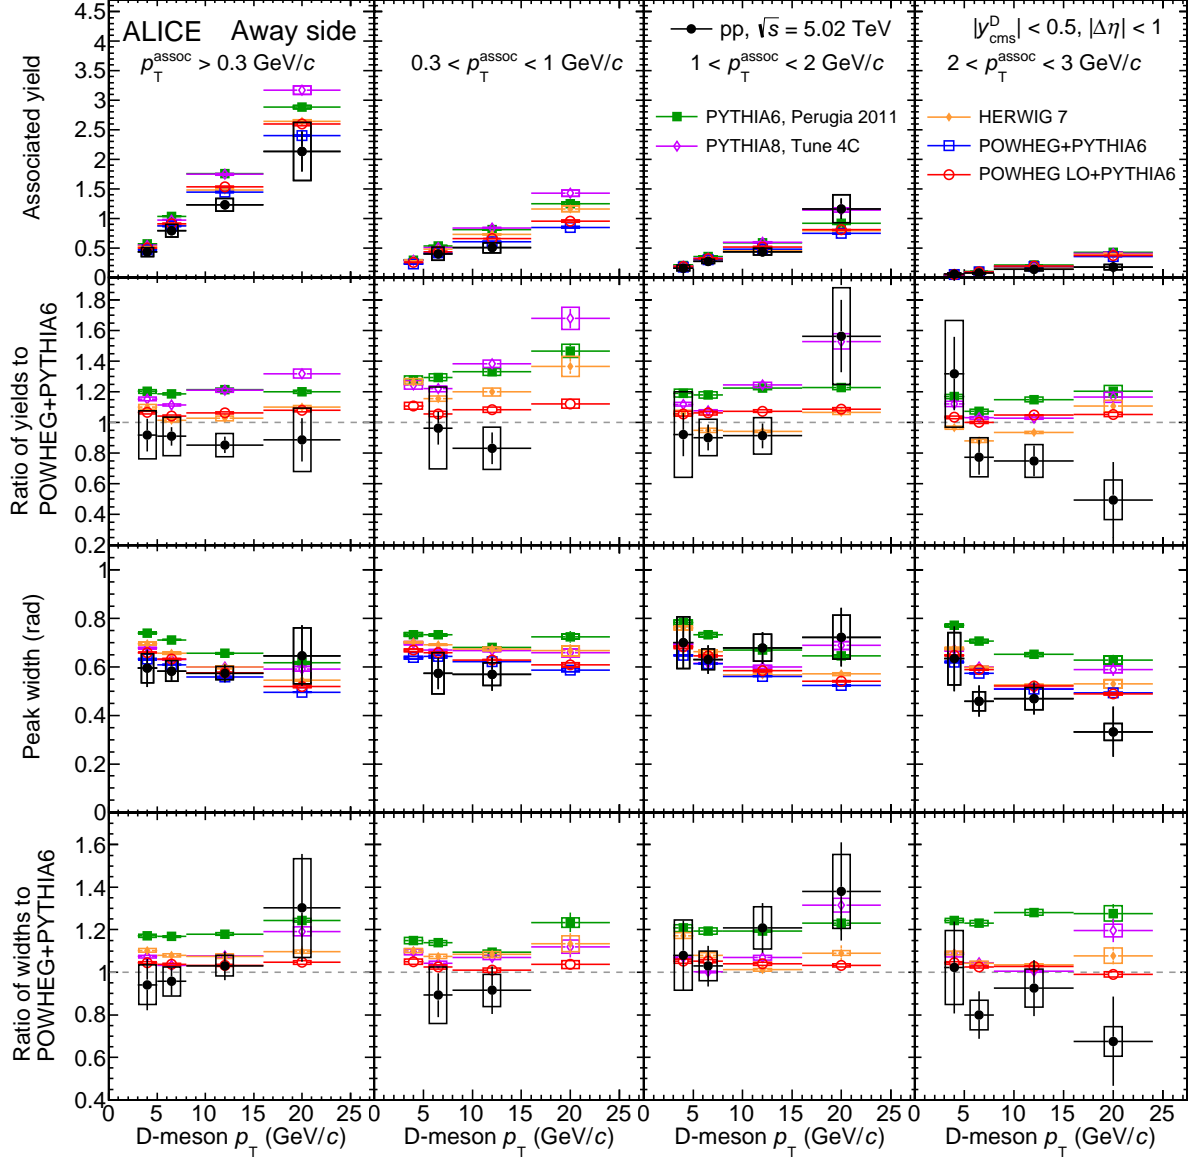 ALICE Away side
p_T^assoc > 0.3 GeV/c
0.3 < p_T^assoc < 1 GeV/c
pp, √s = 5.02 TeV
1 < p_T^assoc < 2 GeV/c
|y_cms^D| < 0.5, |Δη| < 1
2 < p_T^assoc < 3 GeV/c
PYTHIA6, Perugia 2011
PYTHIA8, Tune 4C
HERWIG 7
POWHEG+PYTHIA6
POWHEG LO+PYTHIA6
Associated yield
4.5
4
3.5
3
2.5
2
1.5
1
0.5
0
Ratio of yields to
POWHEG+PYTHIA6
1.8
1.6
1.4
1.2
1
0.8
0.6
0.4
0.2
Peak width (rad)
1
0.8
0.6
0.4
0.2
0
Ratio of widths to
POWHEG+PYTHIA6
1.6
1.4
1.2
1
0.8
0.6
0.4
0 5 10 15 20 25
5 10 15 20 25
5 10 15 20 25
0 5 10 15 20 25
D-meson p_T (GeV/c)
D-meson p_T (GeV/c)
D-meson p_T (GeV/c)
D-meson p_T (GeV/c)